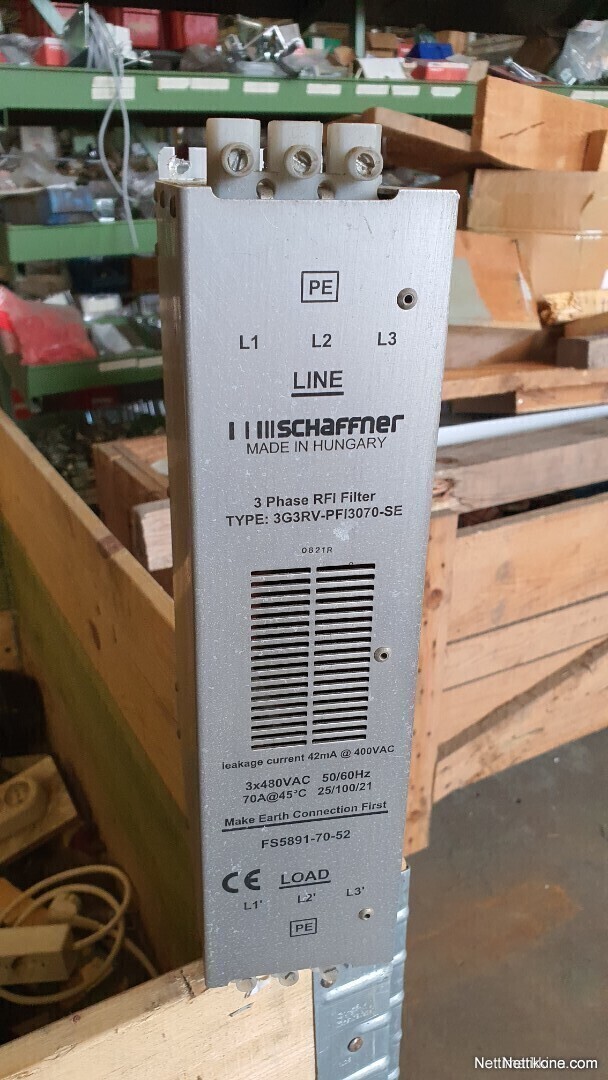 PE
L1 L2 L3
LINE
SCHAFFNER
MADE IN HUNGARY
3 Phase RFI Filter
TYPE: 3G3RV-PFI3070-SE
0821R
leakage current 42mA @ 400VAC
3x480VAC 50/60Hz
70A@45°C 25/100/21
Make Earth Connection First
FS5891-70-52
CE LOAD
L1' L2' L3'
PE